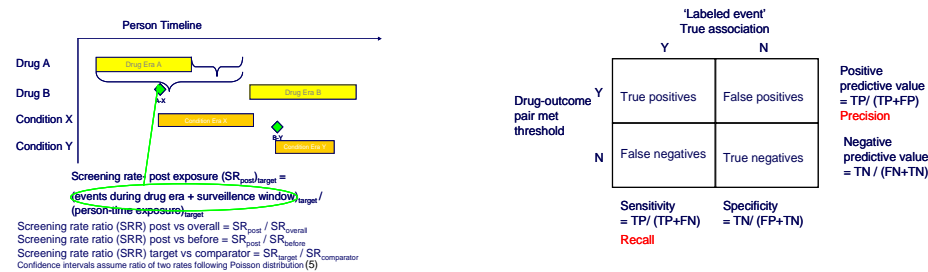 Person Timeline
Drug A
Drug Era A
Drug B
Drug Era B
A-X
Condition X
Condition Era X
B-Y
Condition Y
Condition Era Y
Screening rate- post exposure (SRpost)target =
(events during drug era + surveillence window)target /
(person-time exposure)target
Screening rate ratio (SRR) post vs overall = SRpost / SRoverall
Screening rate ratio (SRR) post vs before = SRpost / SRbefore
Screening rate ratio (SRR) target vs comparator = SRtarget / SRcomparator
Confidence intervals assume ratio of two rates following Poisson distribution (5)
‘Labeled event’
True association
Y
N
Drug-outcome
pair met
threshold
Y
True positives
False positives
Positive
predictive value
= TP/ (TP+FP)
Precision
N
False negatives
True negatives
Negative
predictive value
= TN / (FN+TN)
Sensitivity
= TP/ (TP+FN)
Recall
Specificity
= TN/ (FP+TN)